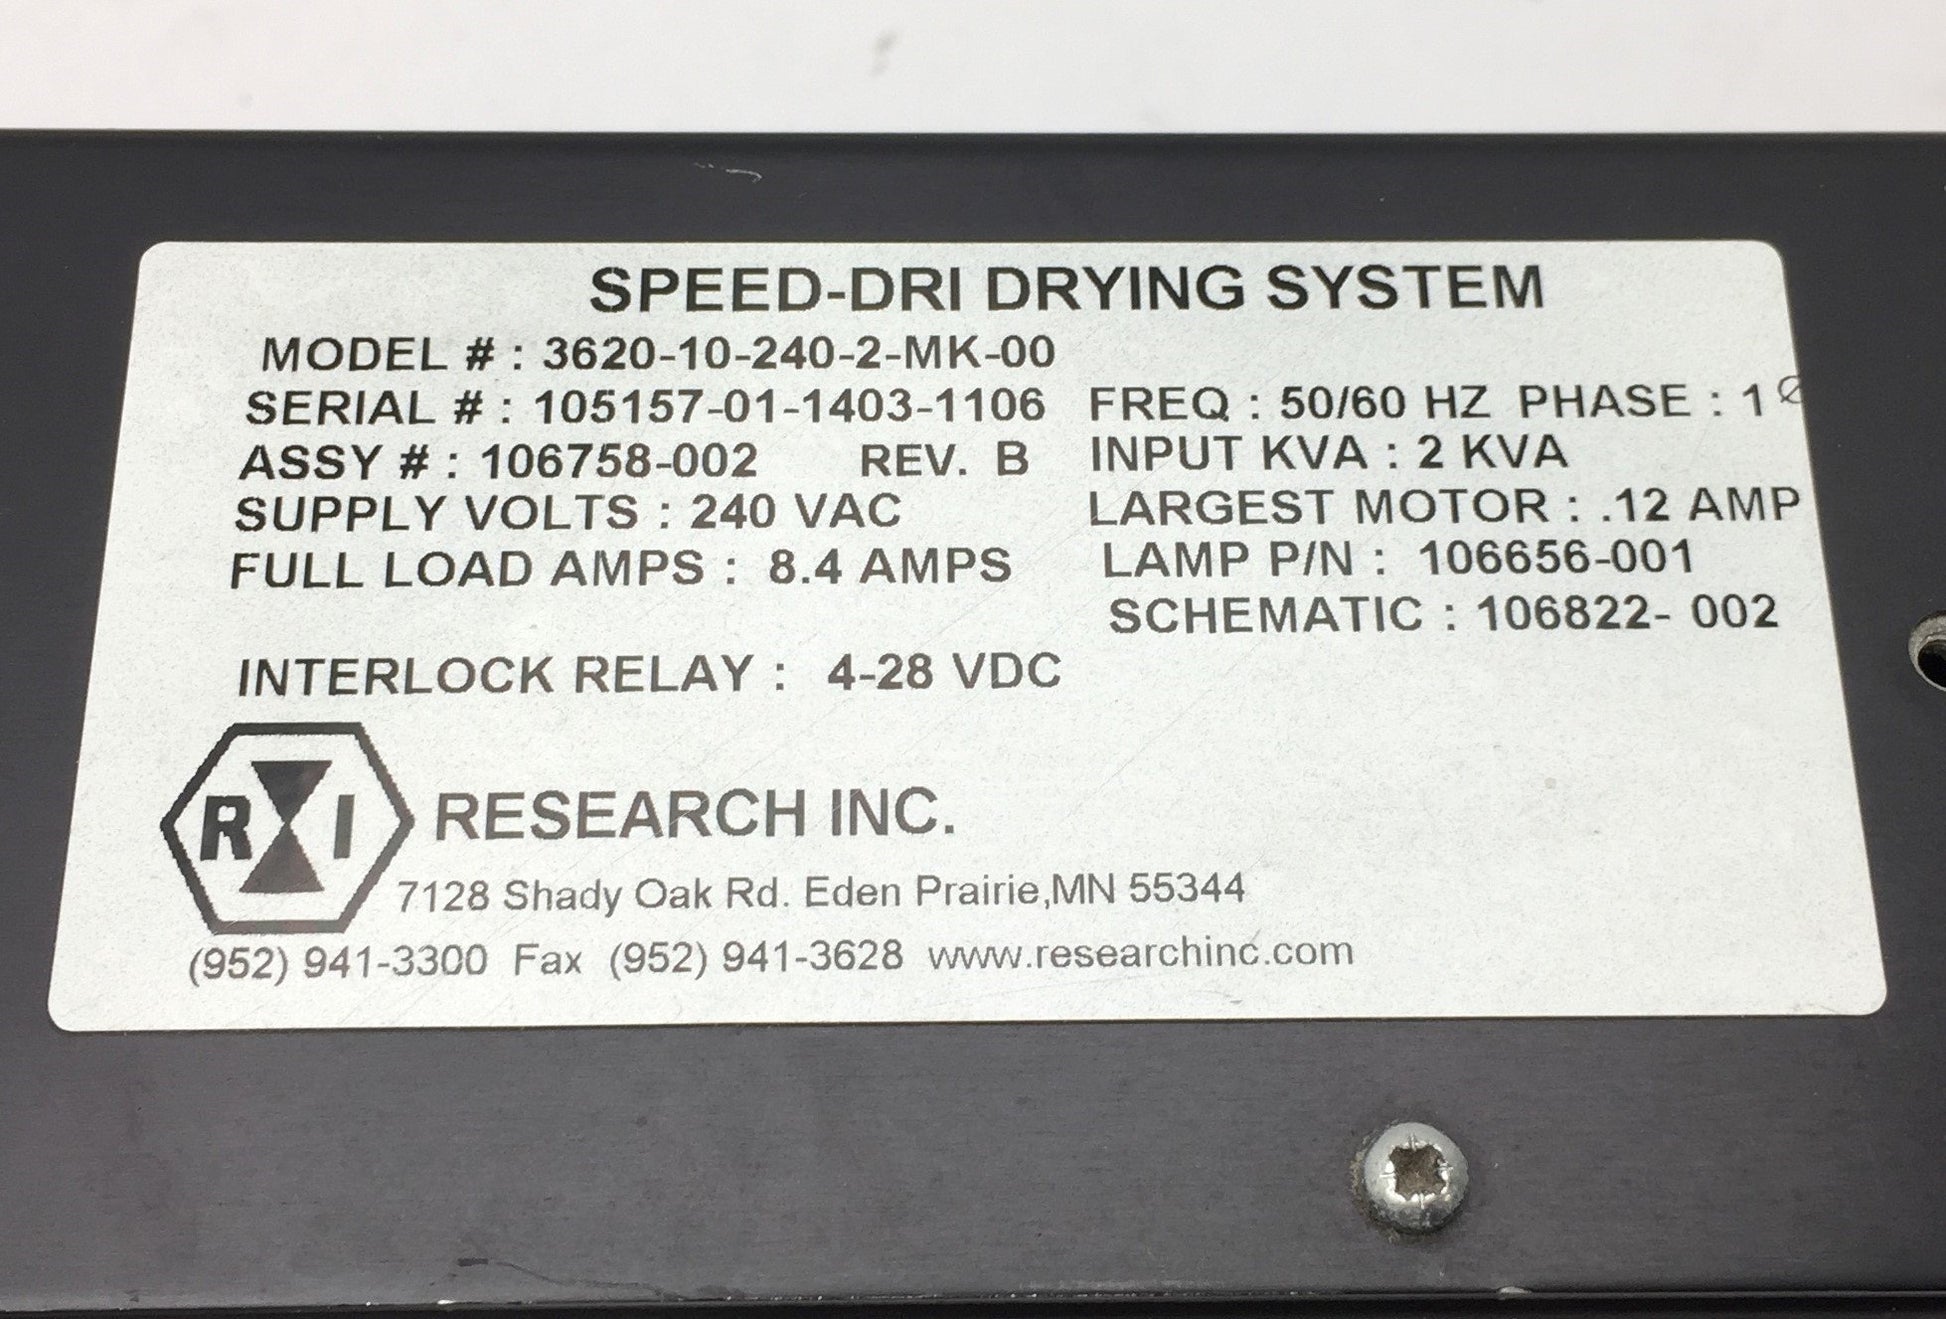 SPEED-DRI DRYING SYSTEM
MODEL # : 3620-10-240-2-MK-00
SERIAL # : 105157-01-1403-1106 FREQ : 50/60 HZ PHASE : 1 Ø
ASSY # : 106758-002 REV. B INPUT KVA : 2 KVA
SUPPLY VOLTS : 240 VAC LARGEST MOTOR : .12 AMP
FULL LOAD AMPS : 8.4 AMPS LAMP P/N : 106656-001
SCHEMATIC : 106822- 002
INTERLOCK RELAY : 4-28 VDC
R I RESEARCH INC.
7128 Shady Oak Rd. Eden Prairie,MN 55344
(952) 941-3300 Fax (952) 941-3628 www.researchinc.com